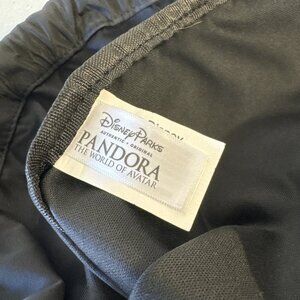 Disney Parks
AUTHENTIC • ORIGINAL
PANDORA
THE WORLD OF AVATAR